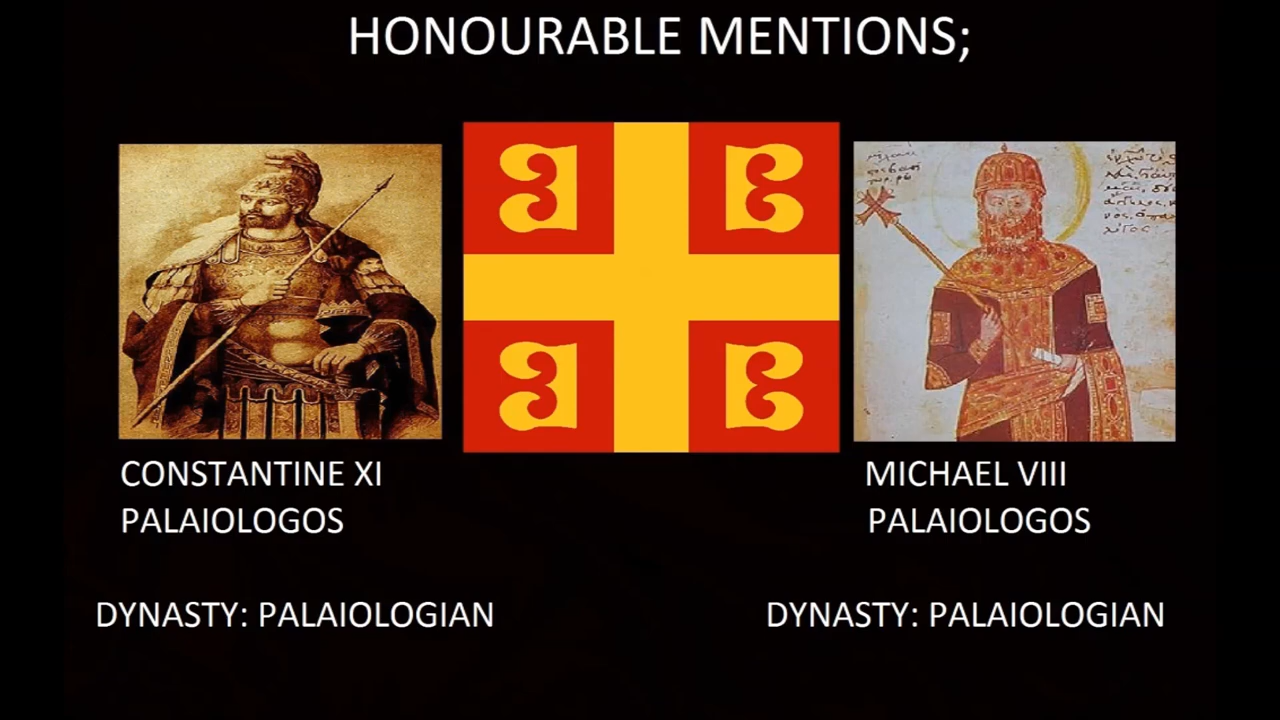 HONOURABLE MENTIONS;
CONSTANTINE XI
PALAIOLOGOS
MICHAEL VIII
PALAIOLOGOS
DYNASTY: PALAIOLOGIAN
DYNASTY: PALAIOLOGIAN